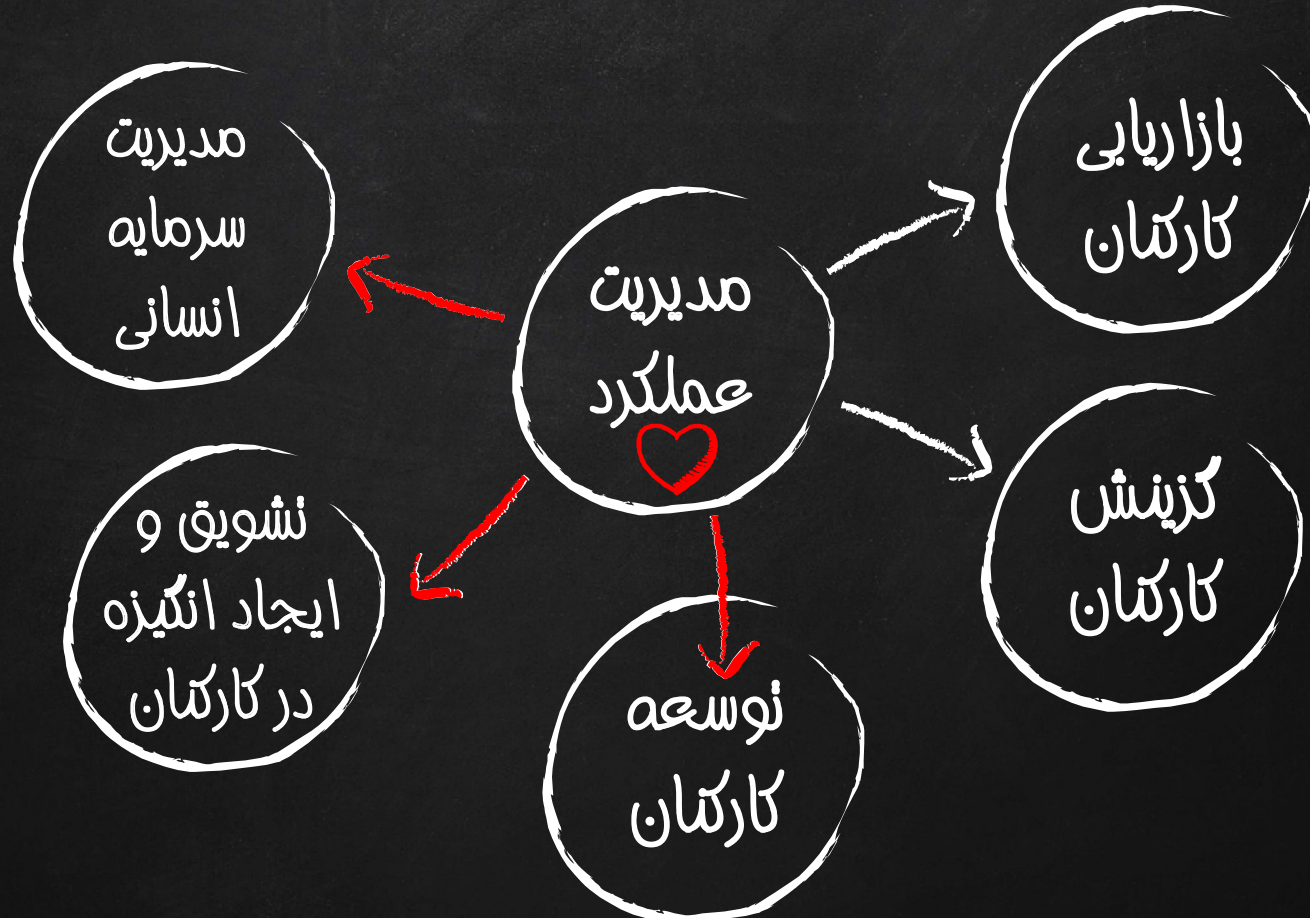 مدیریت
عملکرد
بازاریابی
کارکنان
گزینش
کارکنان
توسعه
کارکنان
تشویق و
ایجاد انگیزه
در کارکنان
مدیریت
سرمایه
انسانی